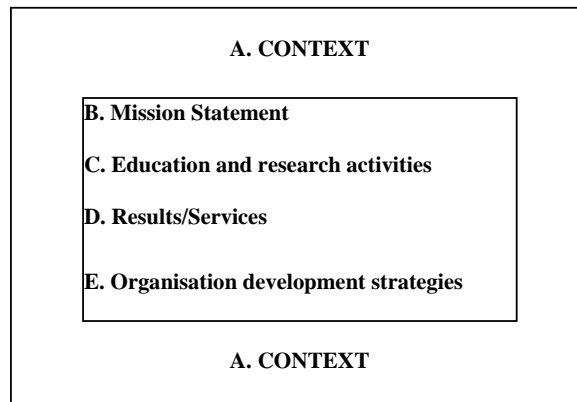 A. CONTEXT
B. Mission Statement
C. Education and research activities
D. Results/Services
E. Organisation development strategies
A. CONTEXT